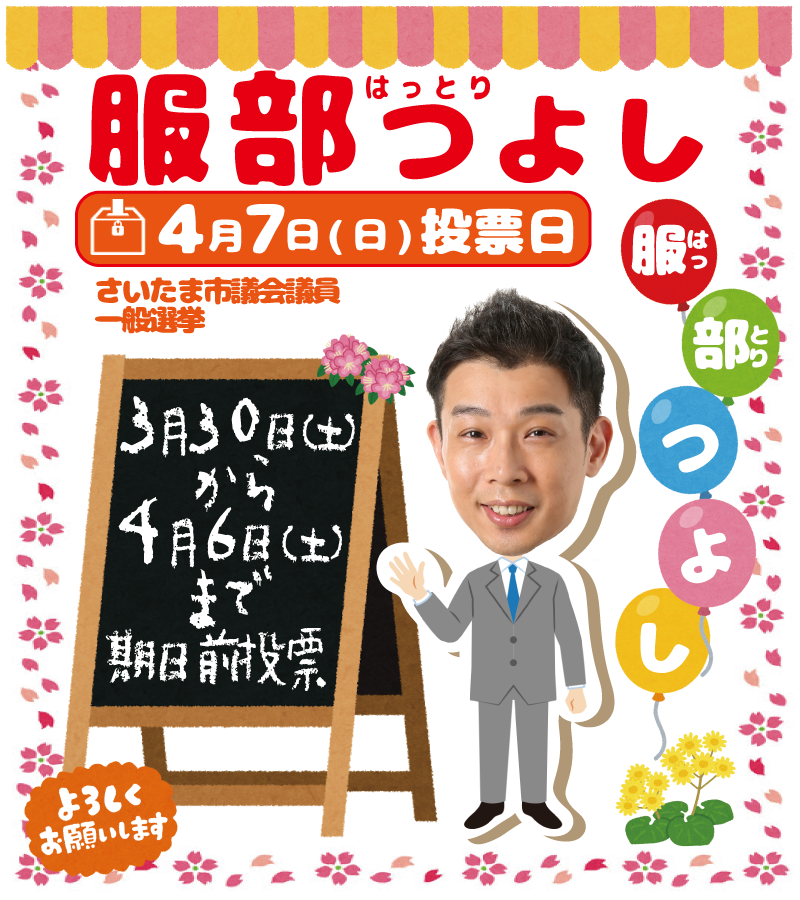 はっとり
服部つよし
4月7日(日)投票日
さいたま市議会議員
一般選挙
3月30日(土)
から
4月6日(土)
まで
期日前投票
服はっ
部とり
つ
よ
し
よろしく
お願いします